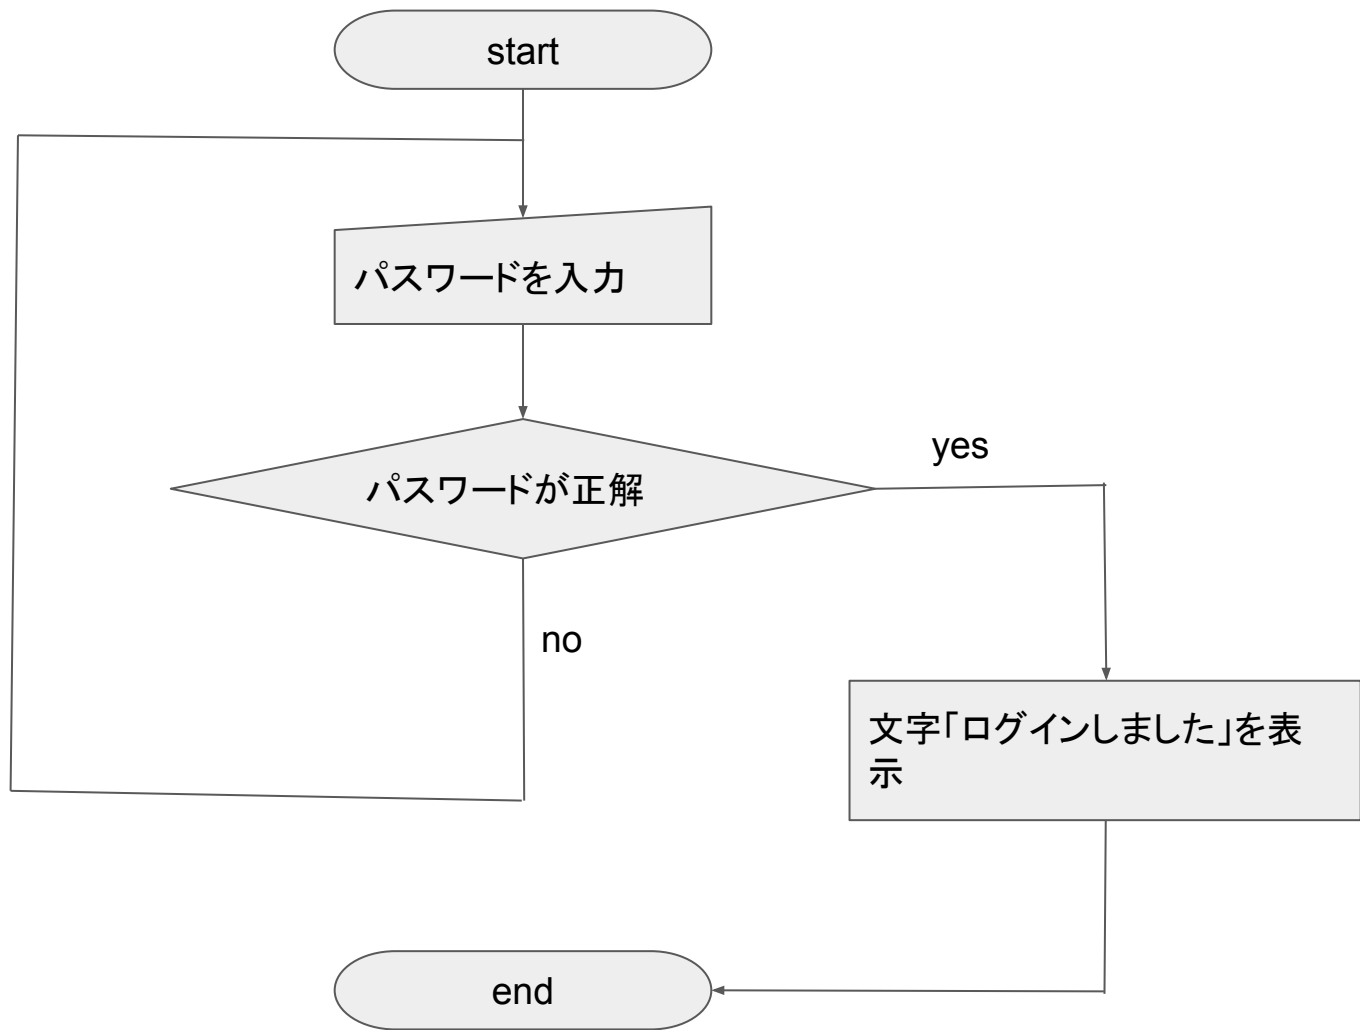 start
パスワードを入力
パスワードが正解
yes
no
文字「ログインしました」を表
示
end